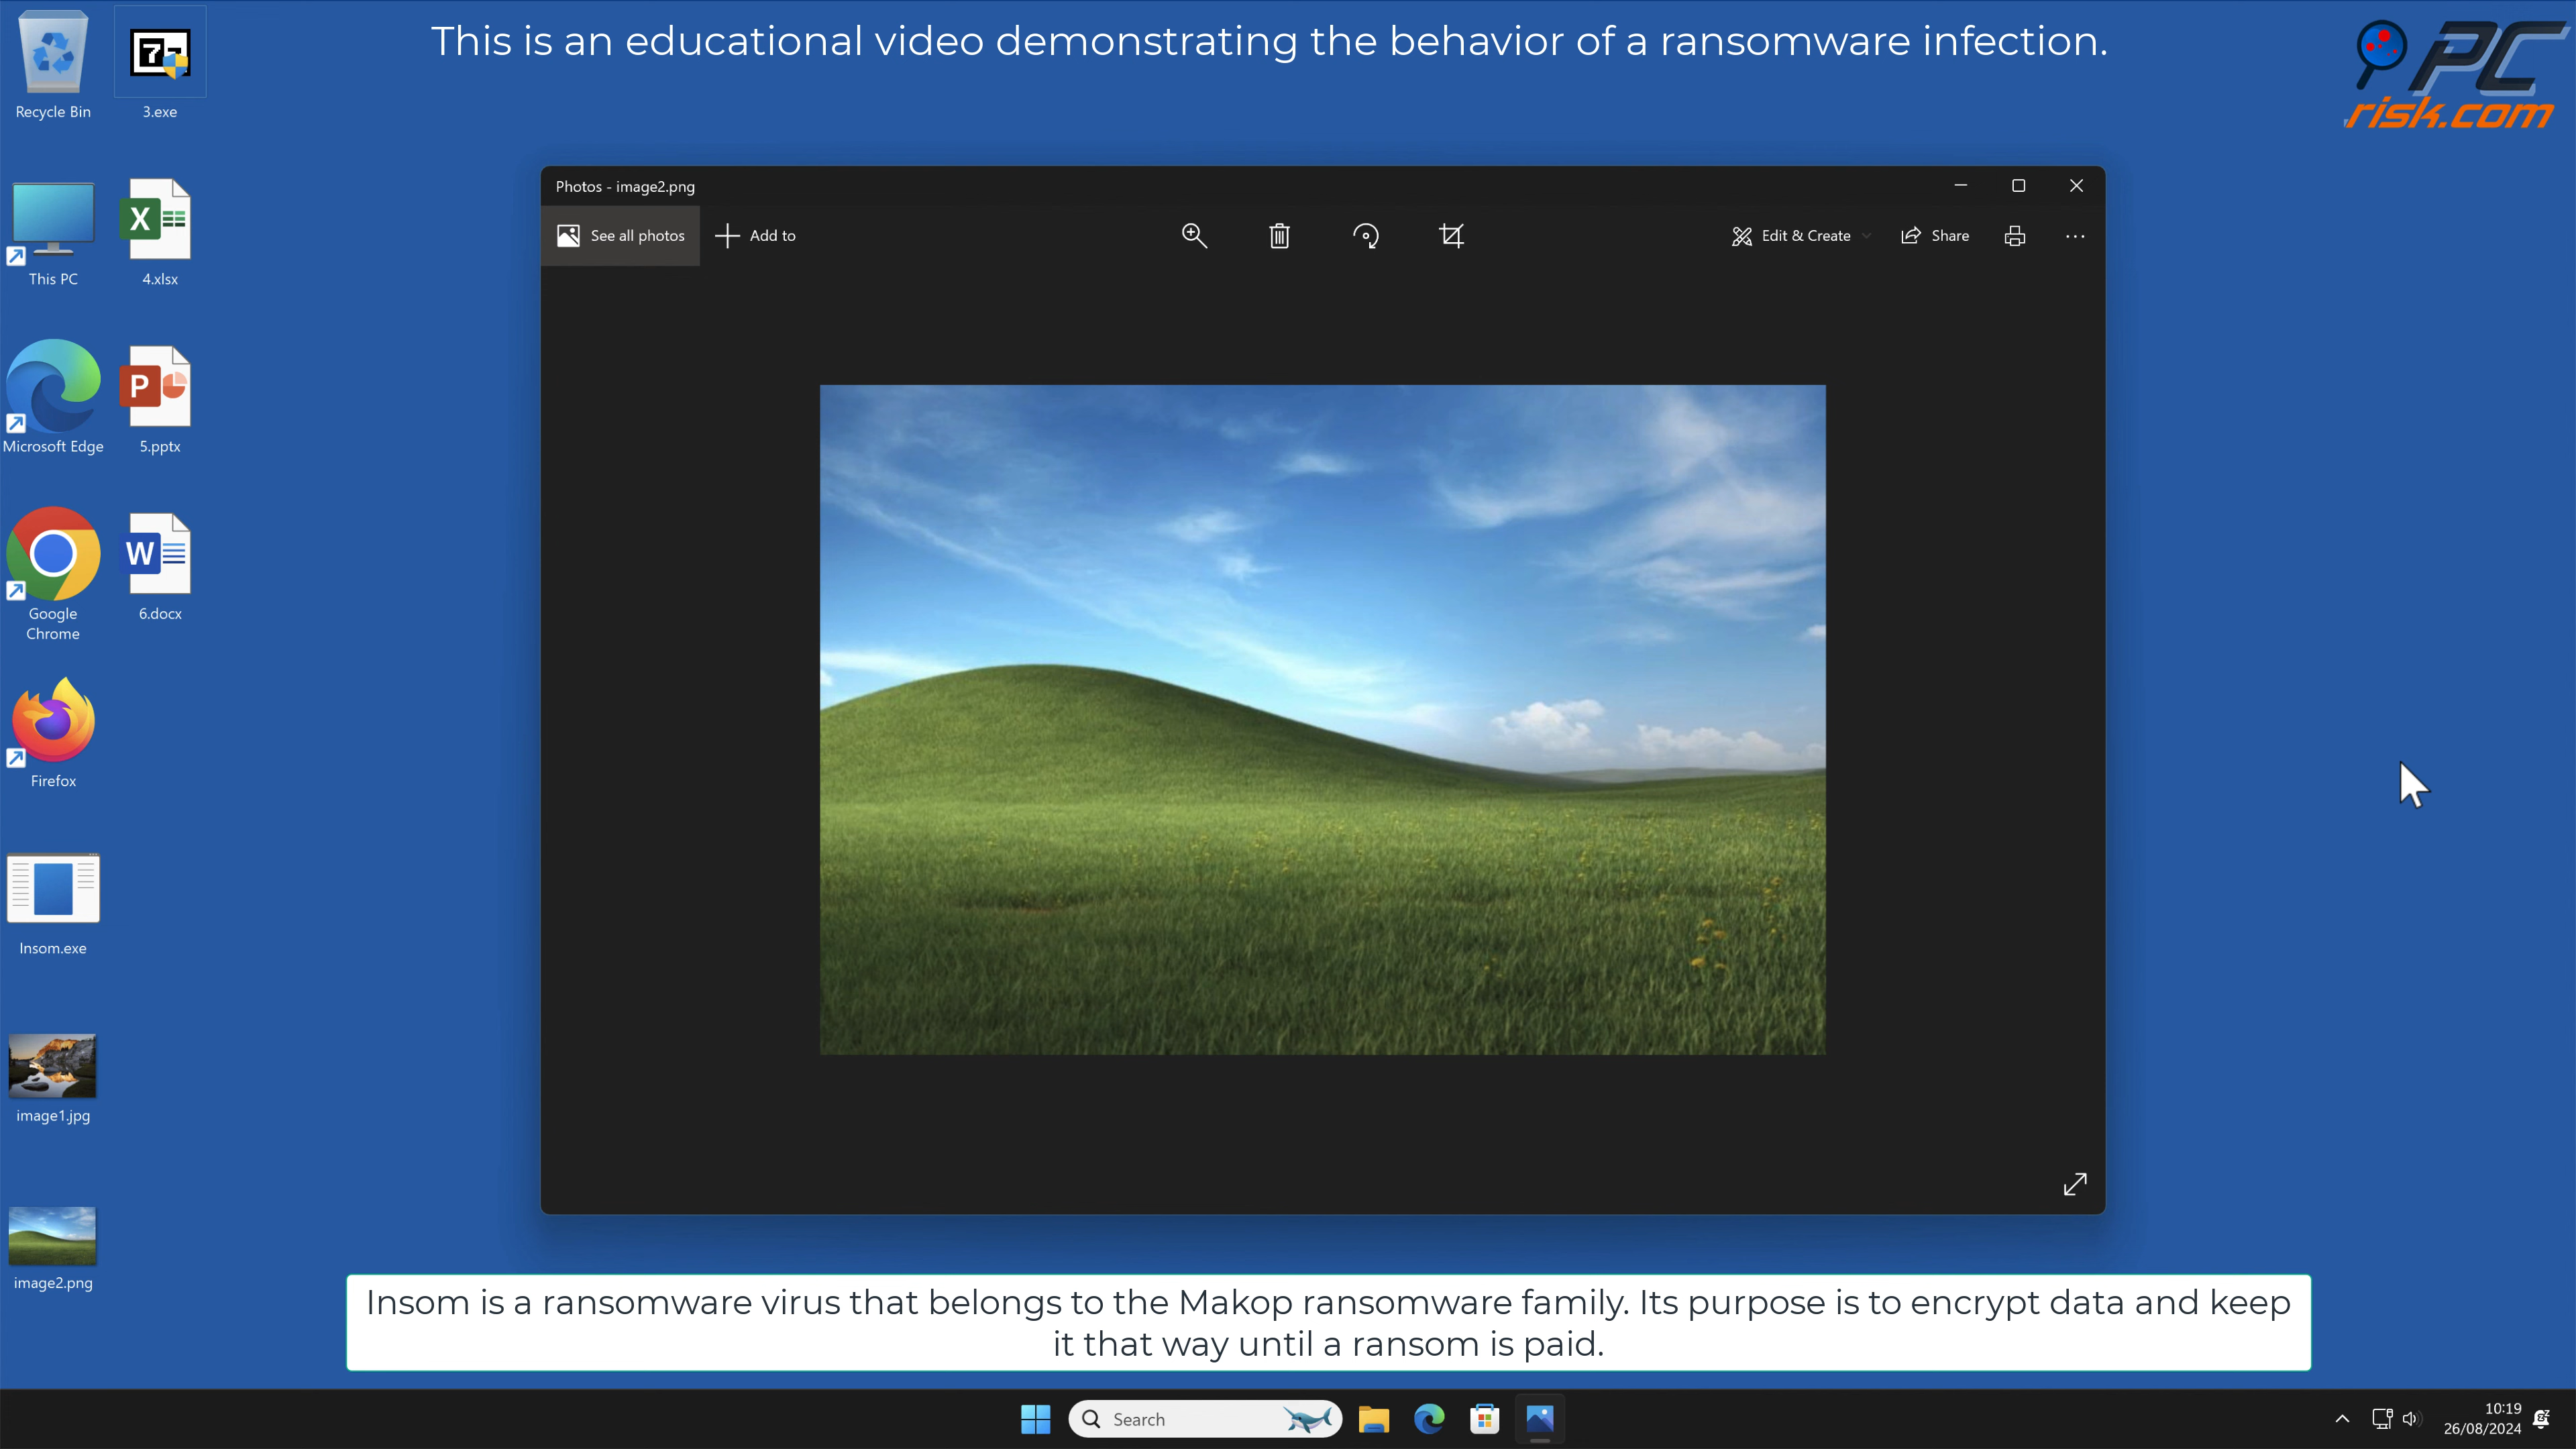 This is an educational video demonstrating the behavior of a ransomware infection.
PC
risk.com
Recycle Bin
3.exe
This PC
4.xlsx
Microsoft Edge
5.pptx
Google
Chrome
6.docx
Firefox
Insom.exe
image1.jpg
image2.png
X
P
W
7z
Photos - image2.png
See all photos
Add to
Edit & Create
Share
Insom is a ransomware virus that belongs to the Makop ransomware family. Its purpose is to encrypt data and keep
it that way until a ransom is paid.
Search
10:19
26/08/2024